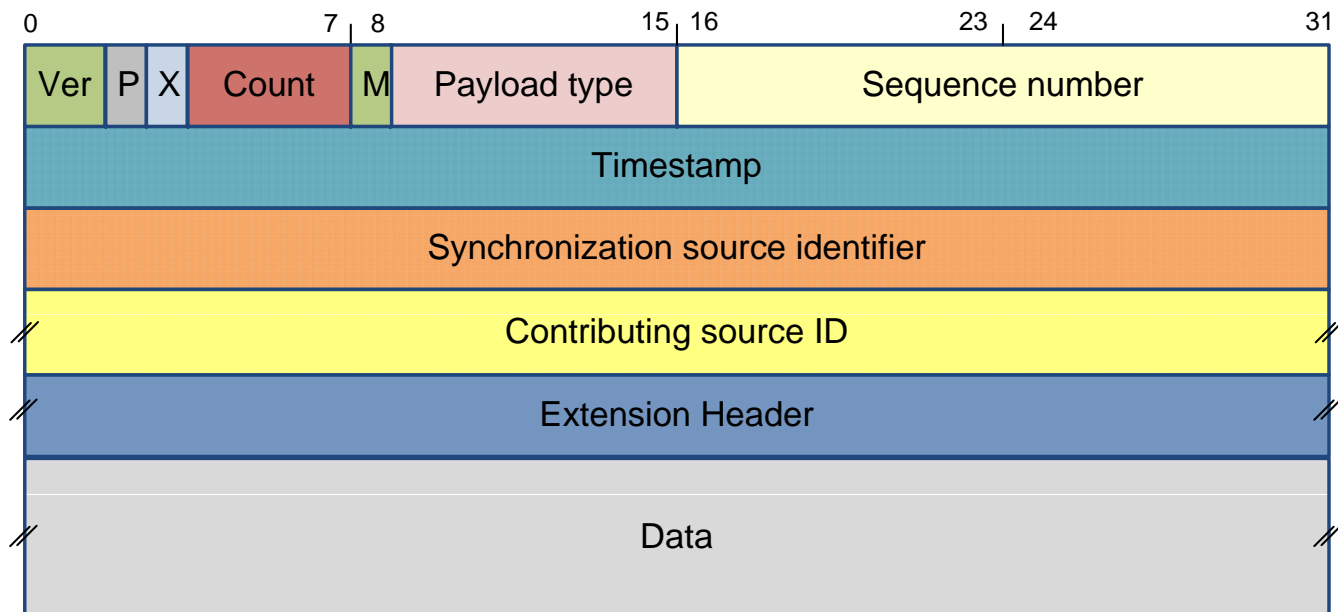 0 7 8 15 16 23 24 31
Ver P X Count M Payload type Sequence number
Timestamp
Synchronization source identifier
Contributing source ID
Extension Header
Data